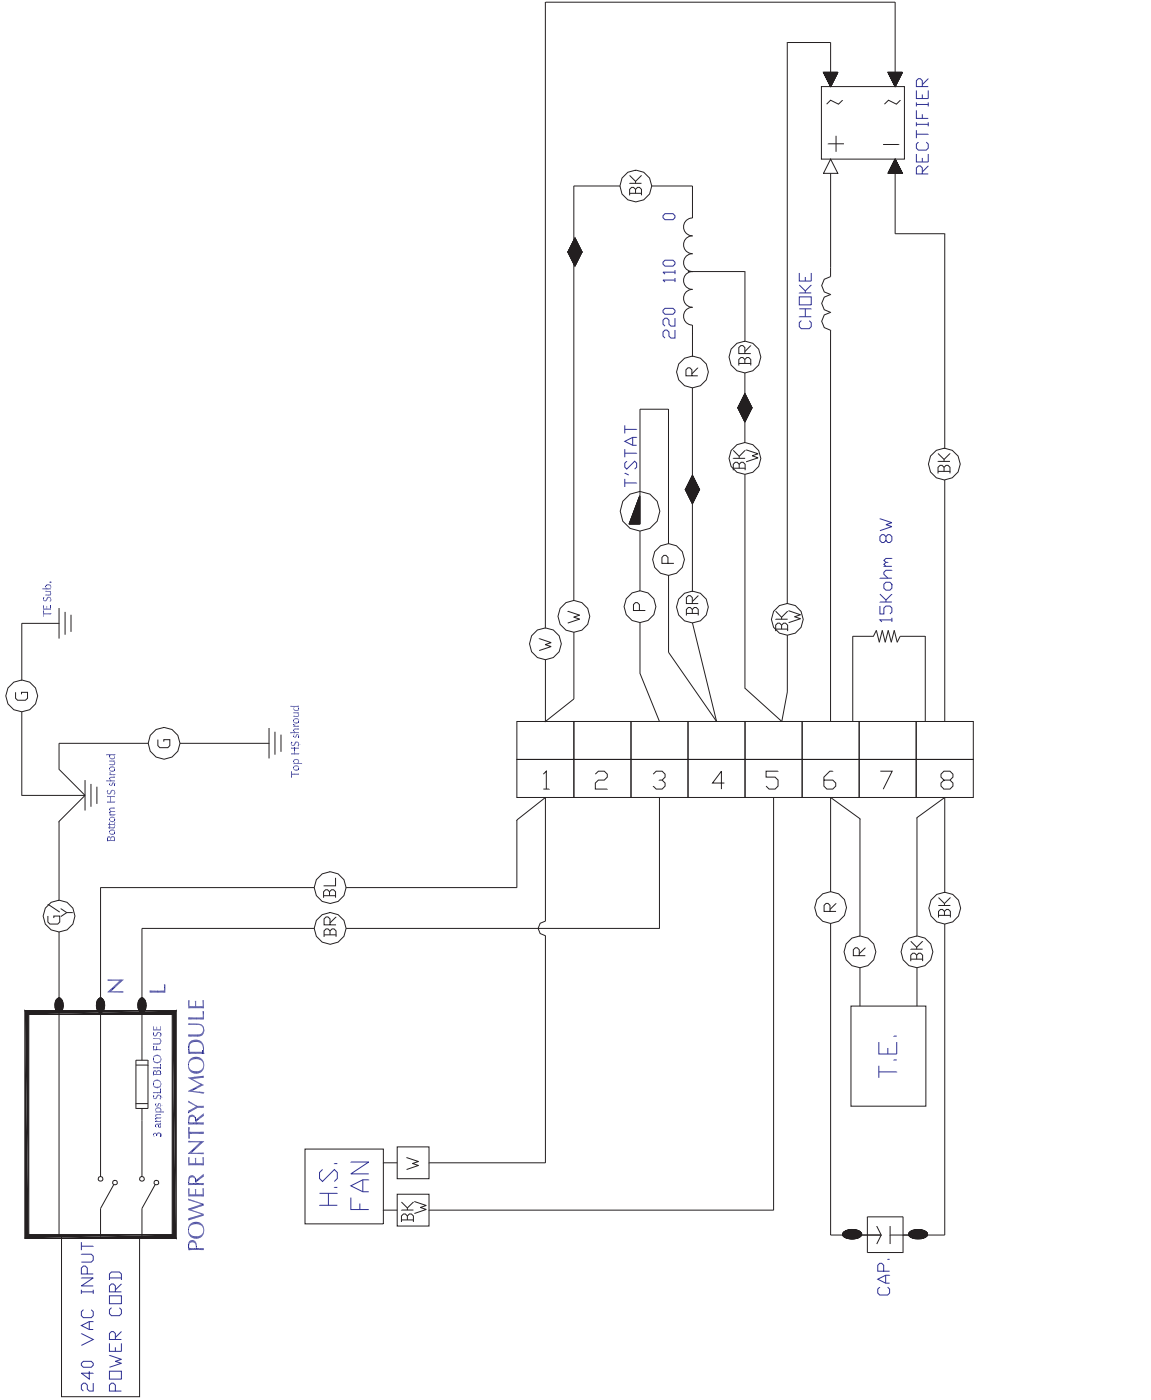 RECTIFIER
~
~
+
−
BK
0
110
220
CHOKE
BR
R
T'STAT
BK W
BK
P
15Kohm 8W
P
BR
W
W
BK W
TE Sub.
G
G
Top HS shroud
Bottom HS shroud
1
2
3
4
5
6
7
8
BL
BR
G/Y
R
BK
R
BK
N
L
T.E.
3 amps SLO BLO FUSE
POWER ENTRY MODULE
H.S.
FAN
W
BK W
CAP.
240 VAC INPUT
POWER CORD